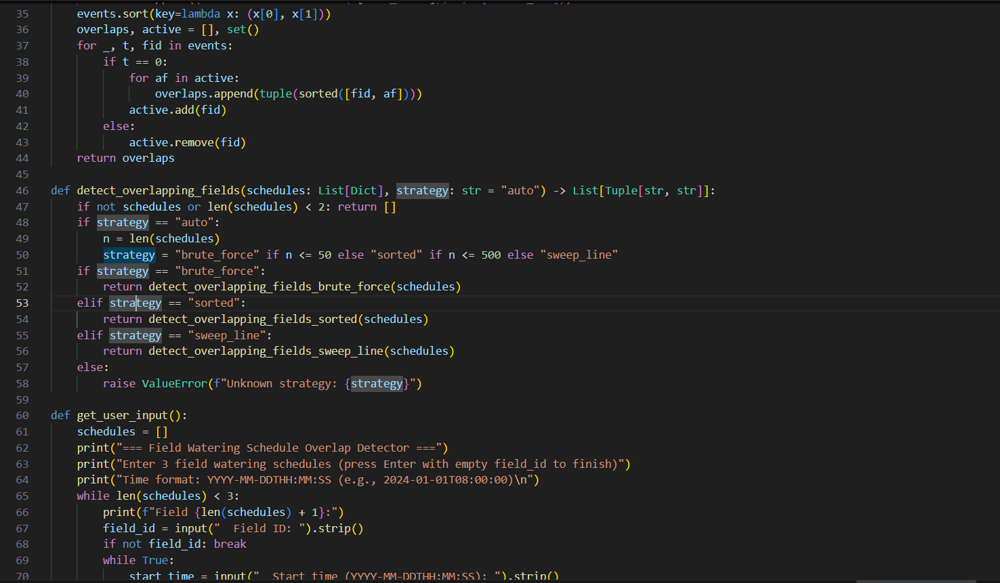 35 events.sort(key=lambda x: (x[0], x[1]))
36 overlaps, active = [], set()
37 for _, t, fid in events:
38 if t == 0:
39 for af in active:
40 overlaps.append(tuple(sorted([fid, af])))
41 active.add(fid)
42 else:
43 active.remove(fid)
44 return overlaps
45
46 def detect_overlapping_fields(schedules: List[Dict], strategy: str = "auto") -> List[Tuple[str, str]]:
47 if not schedules or len(schedules) < 2: return []
48 if strategy == "auto":
49 n = len(schedules)
50 strategy = "brute_force" if n <= 50 else "sorted" if n <= 500 else "sweep_line"
51 if strategy == "brute_force":
52 return detect_overlapping_fields_brute_force(schedules)
53 elif strategy == "sorted":
54 return detect_overlapping_fields_sorted(schedules)
55 elif strategy == "sweep_line":
56 return detect_overlapping_fields_sweep_line(schedules)
57 else:
58 raise ValueError(f"Unknown strategy: {strategy}")
59
60 def get_user_input():
61 schedules = []
62 print("=== Field Watering Schedule Overlap Detector ===")
63 print("Enter 3 field watering schedules (press Enter with empty field_id to finish)")
64 print("Time format: YYYY-MM-DDTHH:MM:SS (e.g., 2024-01-01T08:00:00)\n")
65 while len(schedules) < 3:
66 print(f"Field {len(schedules) + 1}:")
67 field_id = input("  Field ID: ").strip()
68 if not field_id: break
69 while True:
70 start_time = input("  Start time (YYYY-MM-DDTHH:MM:SS): ").strip()